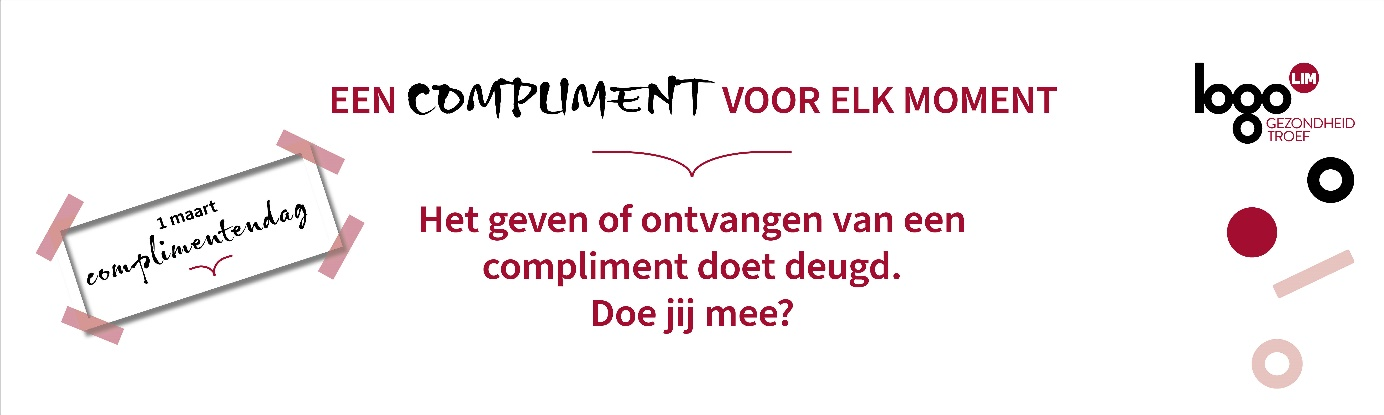 EEN COMPLIMENT VOOR ELK MOMENT
Het geven of ontvangen van een
compliment doet deugd.
Doe jij mee?
1 maart
complimentendag
logo LIM
GEZONDHEID
TROEF